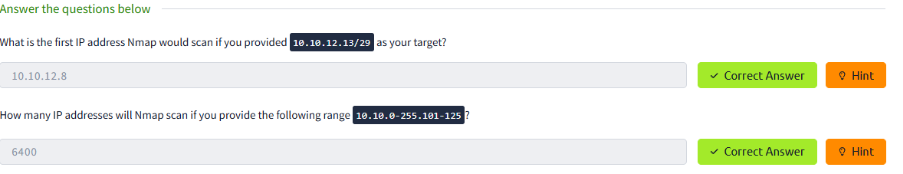 Answer the questions below
What is the first IP address Nmap would scan if you provided 10.10.12.13/29 as your target?
10.10.12.8
Correct Answer
Hint
How many IP addresses will Nmap scan if you provide the following range 10.10.0-255.101-125?
6400
Correct Answer
Hint